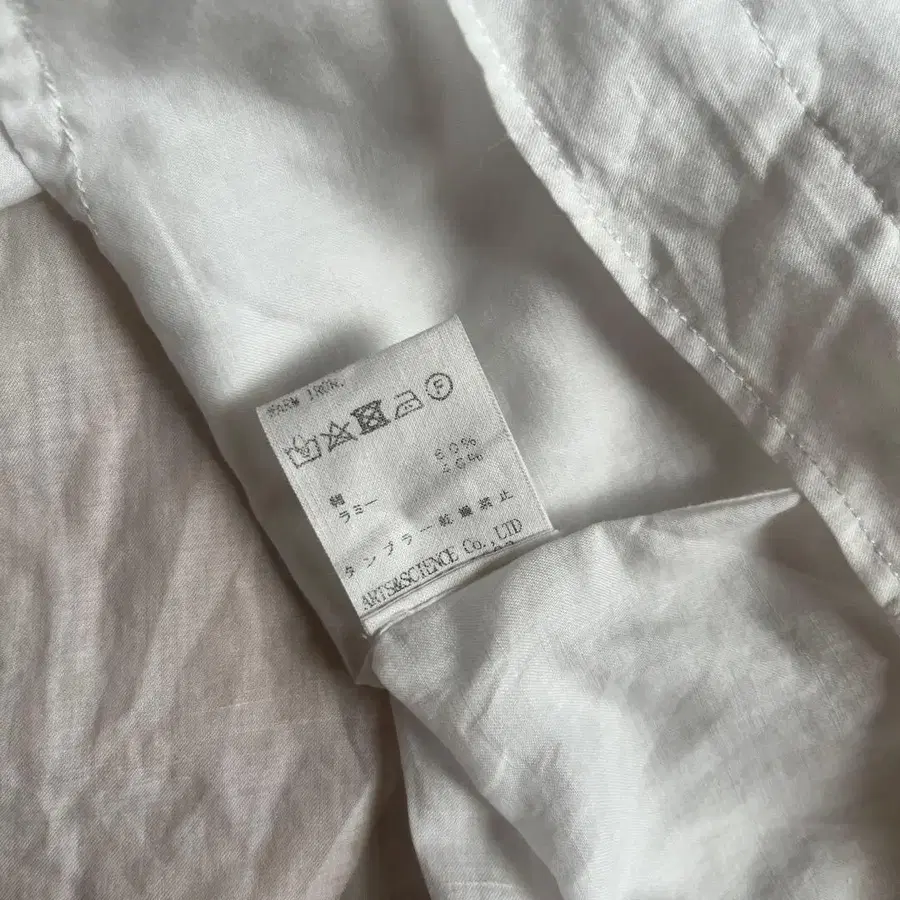 WARM IRON.
F
綿 60%
ラミー 40%
タンブラー乾燥禁止
ARTS&SCIENCE Co.,LTD